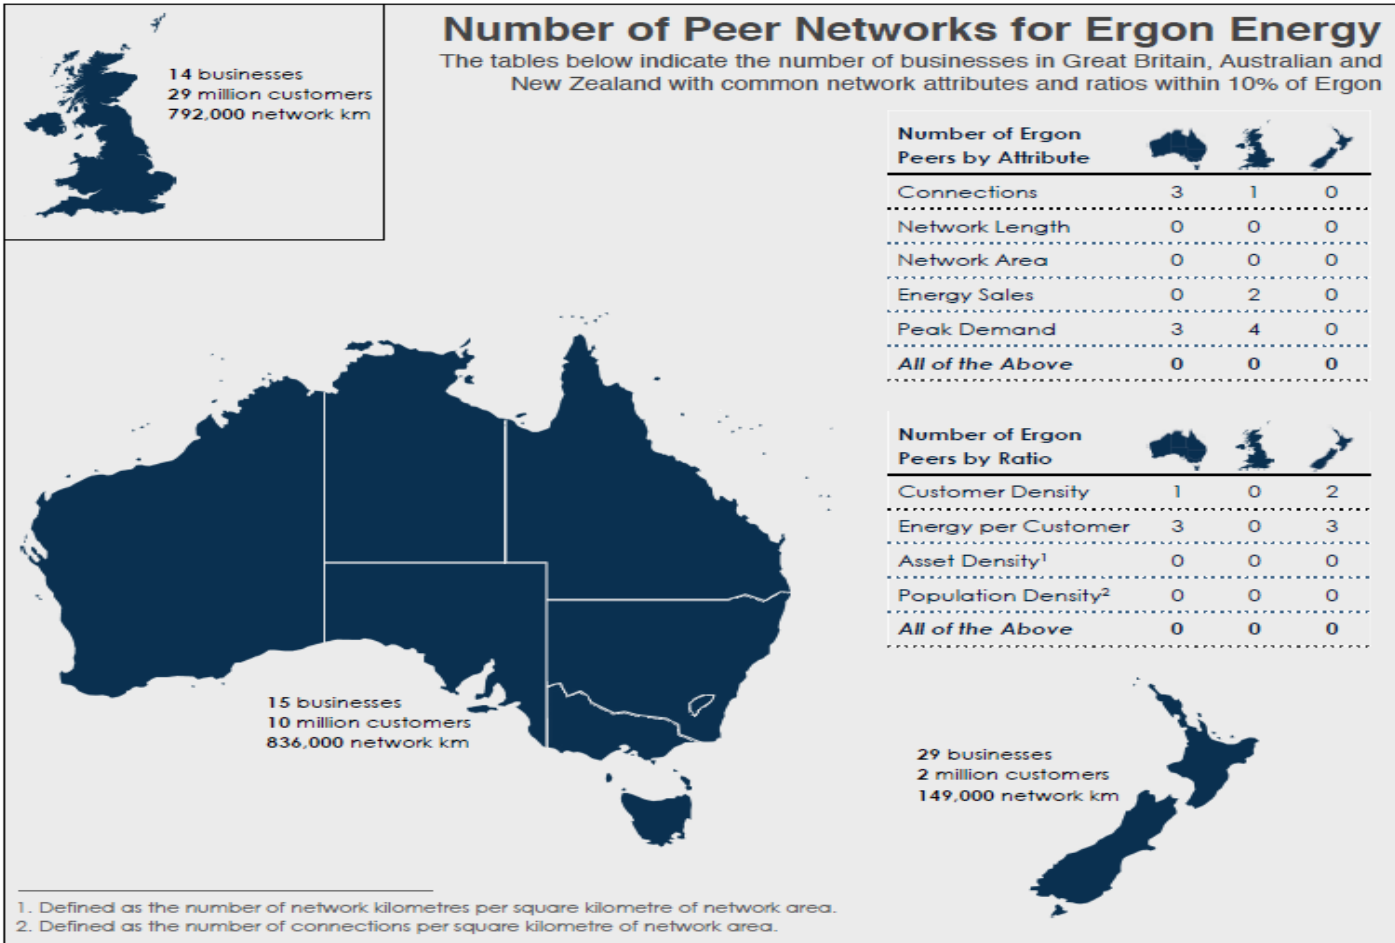 Number of Peer Networks for Ergon Energy
The tables below indicate the number of businesses in Great Britain, Australian and
New Zealand with common network attributes and ratios within 10% of Ergon
14 businesses
29 million customers
792,000 network km
Number of Ergon
Peers by Attribute
Connections 3 1 0
Network Length 0 0 0
Network Area 0 0 0
Energy Sales 0 2 0
Peak Demand 3 4 0
All of the Above 0 0 0
Number of Ergon
Peers by Ratio
Customer Density 1 0 2
Energy per Customer 3 0 3
Asset Density¹ 0 0 0
Population Density² 0 0 0
All of the Above 0 0 0
15 businesses
10 million customers
836,000 network km
29 businesses
2 million customers
149,000 network km
1. Defined as the number of network kilometres per square kilometre of network area.
2. Defined as the number of connections per square kilometre of network area.